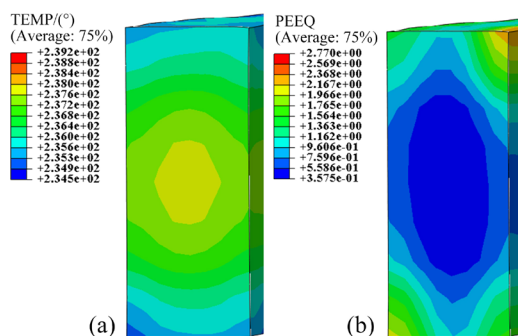 TEMP/(°)
(Average: 75%)
+2.392e+02
+2.388e+02
+2.384e+02
+2.380e+02
+2.376e+02
+2.372e+02
+2.368e+02
+2.364e+02
+2.360e+02
+2.356e+02
+2.353e+02
+2.349e+02
+2.345e+02
(a)
PEEQ
(Average: 75%)
+2.770e+00
+2.569e+00
+2.368e+00
+2.167e+00
+1.966e+00
+1.765e+00
+1.564e+00
+1.363e+00
+1.162e+00
+9.606e-01
+7.596e-01
+5.586e-01
+3.575e-01
(b)